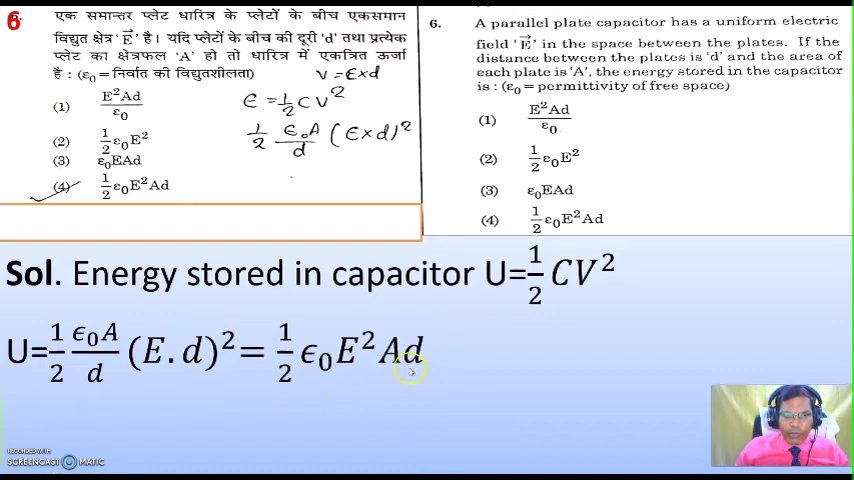 6.
एक समान्तर प्लेट धारित्र के प्लेटों के बीच एकसमान
विद्युत क्षेत्र 'E⃗' है। यदि प्लेटों के बीच की दूरी 'd' तथा प्रत्येक
प्लेट का क्षेत्रफल 'A' हो तो धारित्र में एकत्रित ऊर्जा
है : (ε₀ = निर्वात की विद्युतशीलता)
V = E×d
(1) E²Ad/ε₀
(2) 1/2 ε₀E²
(3) ε₀EAd
(4) 1/2 ε₀E²Ad
E = 1/2 CV²
1/2 ε₀A/d (E×d)²
6. A parallel plate capacitor has a uniform electric
field 'E⃗' in the space between the plates. If the
distance between the plates is 'd' and the area of
each plate is 'A', the energy stored in the capacitor
is : (ε₀ = permittivity of free space)
(1) E²Ad/ε₀
(2) 1/2 ε₀E²
(3) ε₀EAd
(4) 1/2 ε₀E²Ad
Sol. Energy stored in capacitor U=1/2 CV²
U=1/2 ϵ₀A/d (E.d)² = 1/2 ϵ₀E²Ad
RECORDED WITH
SCREENCAST MATIC